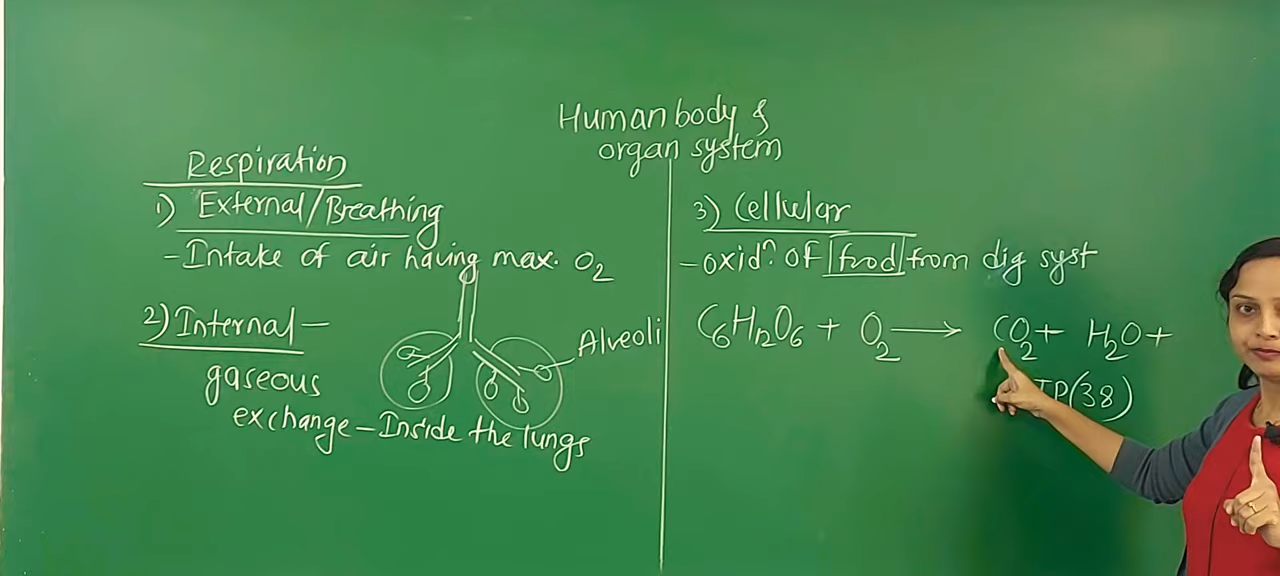 Human body &
organ system
Respiration
1) External/Breathing
-Intake of air having max. O2
2) Internal –
gaseous
exchange – Inside the lungs
Alveoli
3) Cellular
- oxidn. of food from dig syst
C6H12O6 + O2 → CO2 + H2O +
TP(38)